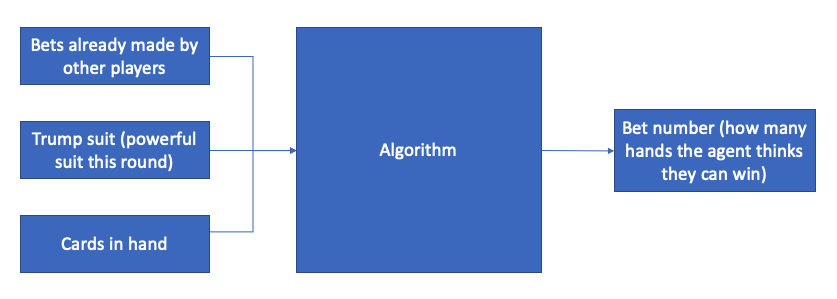 Bets already made by
other players
Trump suit (powerful
suit this round)
Cards in hand
Algorithm
Bet number (how many
hands the agent thinks
they can win)